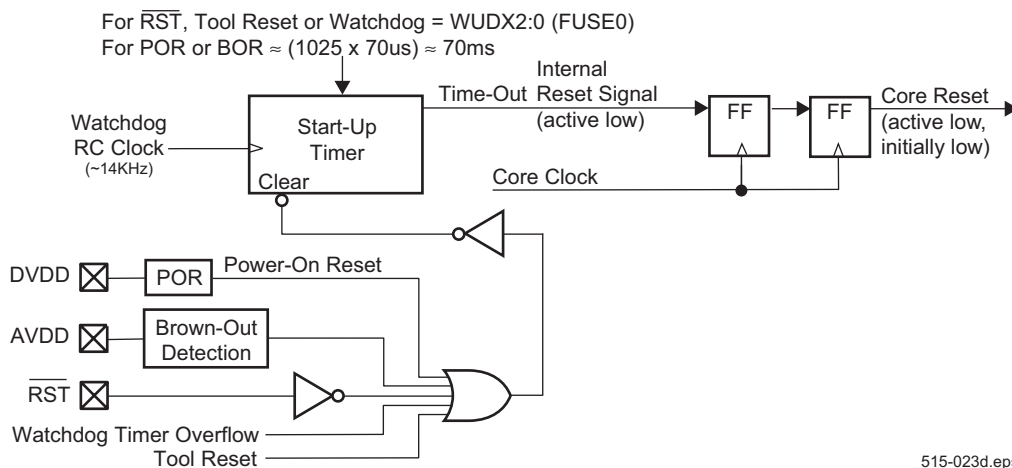 For RST, Tool Reset or Watchdog = WUDX2:0 (FUSE0)
For POR or BOR ≈ (1025 x 70us) ≈ 70ms
Watchdog
RC Clock
(~14KHz)
Start-Up
Timer
Clear
Time-Out
Internal
Reset Signal
(active low)
FF
FF
Core Reset
(active low,
initially low)
Core Clock
DVDD
POR
Power-On Reset
AVDD
Brown-Out
Detection
RST
Watchdog Timer Overflow
Tool Reset
515-023d.eps